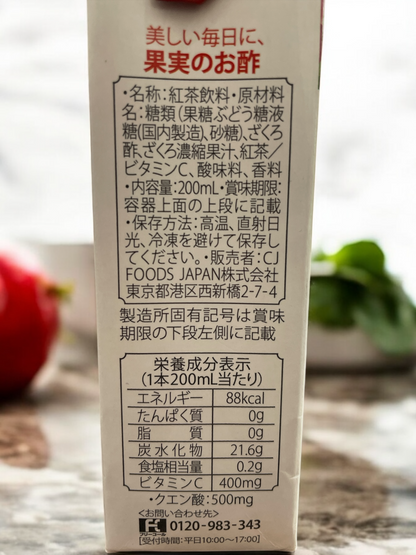 美しい毎日に、
果実のお酢
・名称：紅茶飲料・原材料
名：糖類(果糖ぶどう糖液
糖(国内製造)、砂糖)、ざくろ
酢、ざくろ濃縮果汁、紅茶／
ビタミンC、酸味料、香料
・内容量：200mL・賞味期限：
容器上面の上段に記載
・保存方法：高温、直射日
光、冷凍を避けて保存し
てください。・販売者：CJ
FOODS JAPAN株式会社
東京都港区西新橋2-7-4
製造所固有記号は賞味
期限の下段左側に記載
栄養成分表示
(1本200mL当たり)
エネルギー 88kcal
たんぱく質 0g
脂質 0g
炭水化物 21.6g
食塩相当量 0.2g
ビタミンC 400mg
・クエン酸：500mg
<お問い合わせ先>
フリーコール 0120-983-343
[受付時間：平日10:00～17:00]